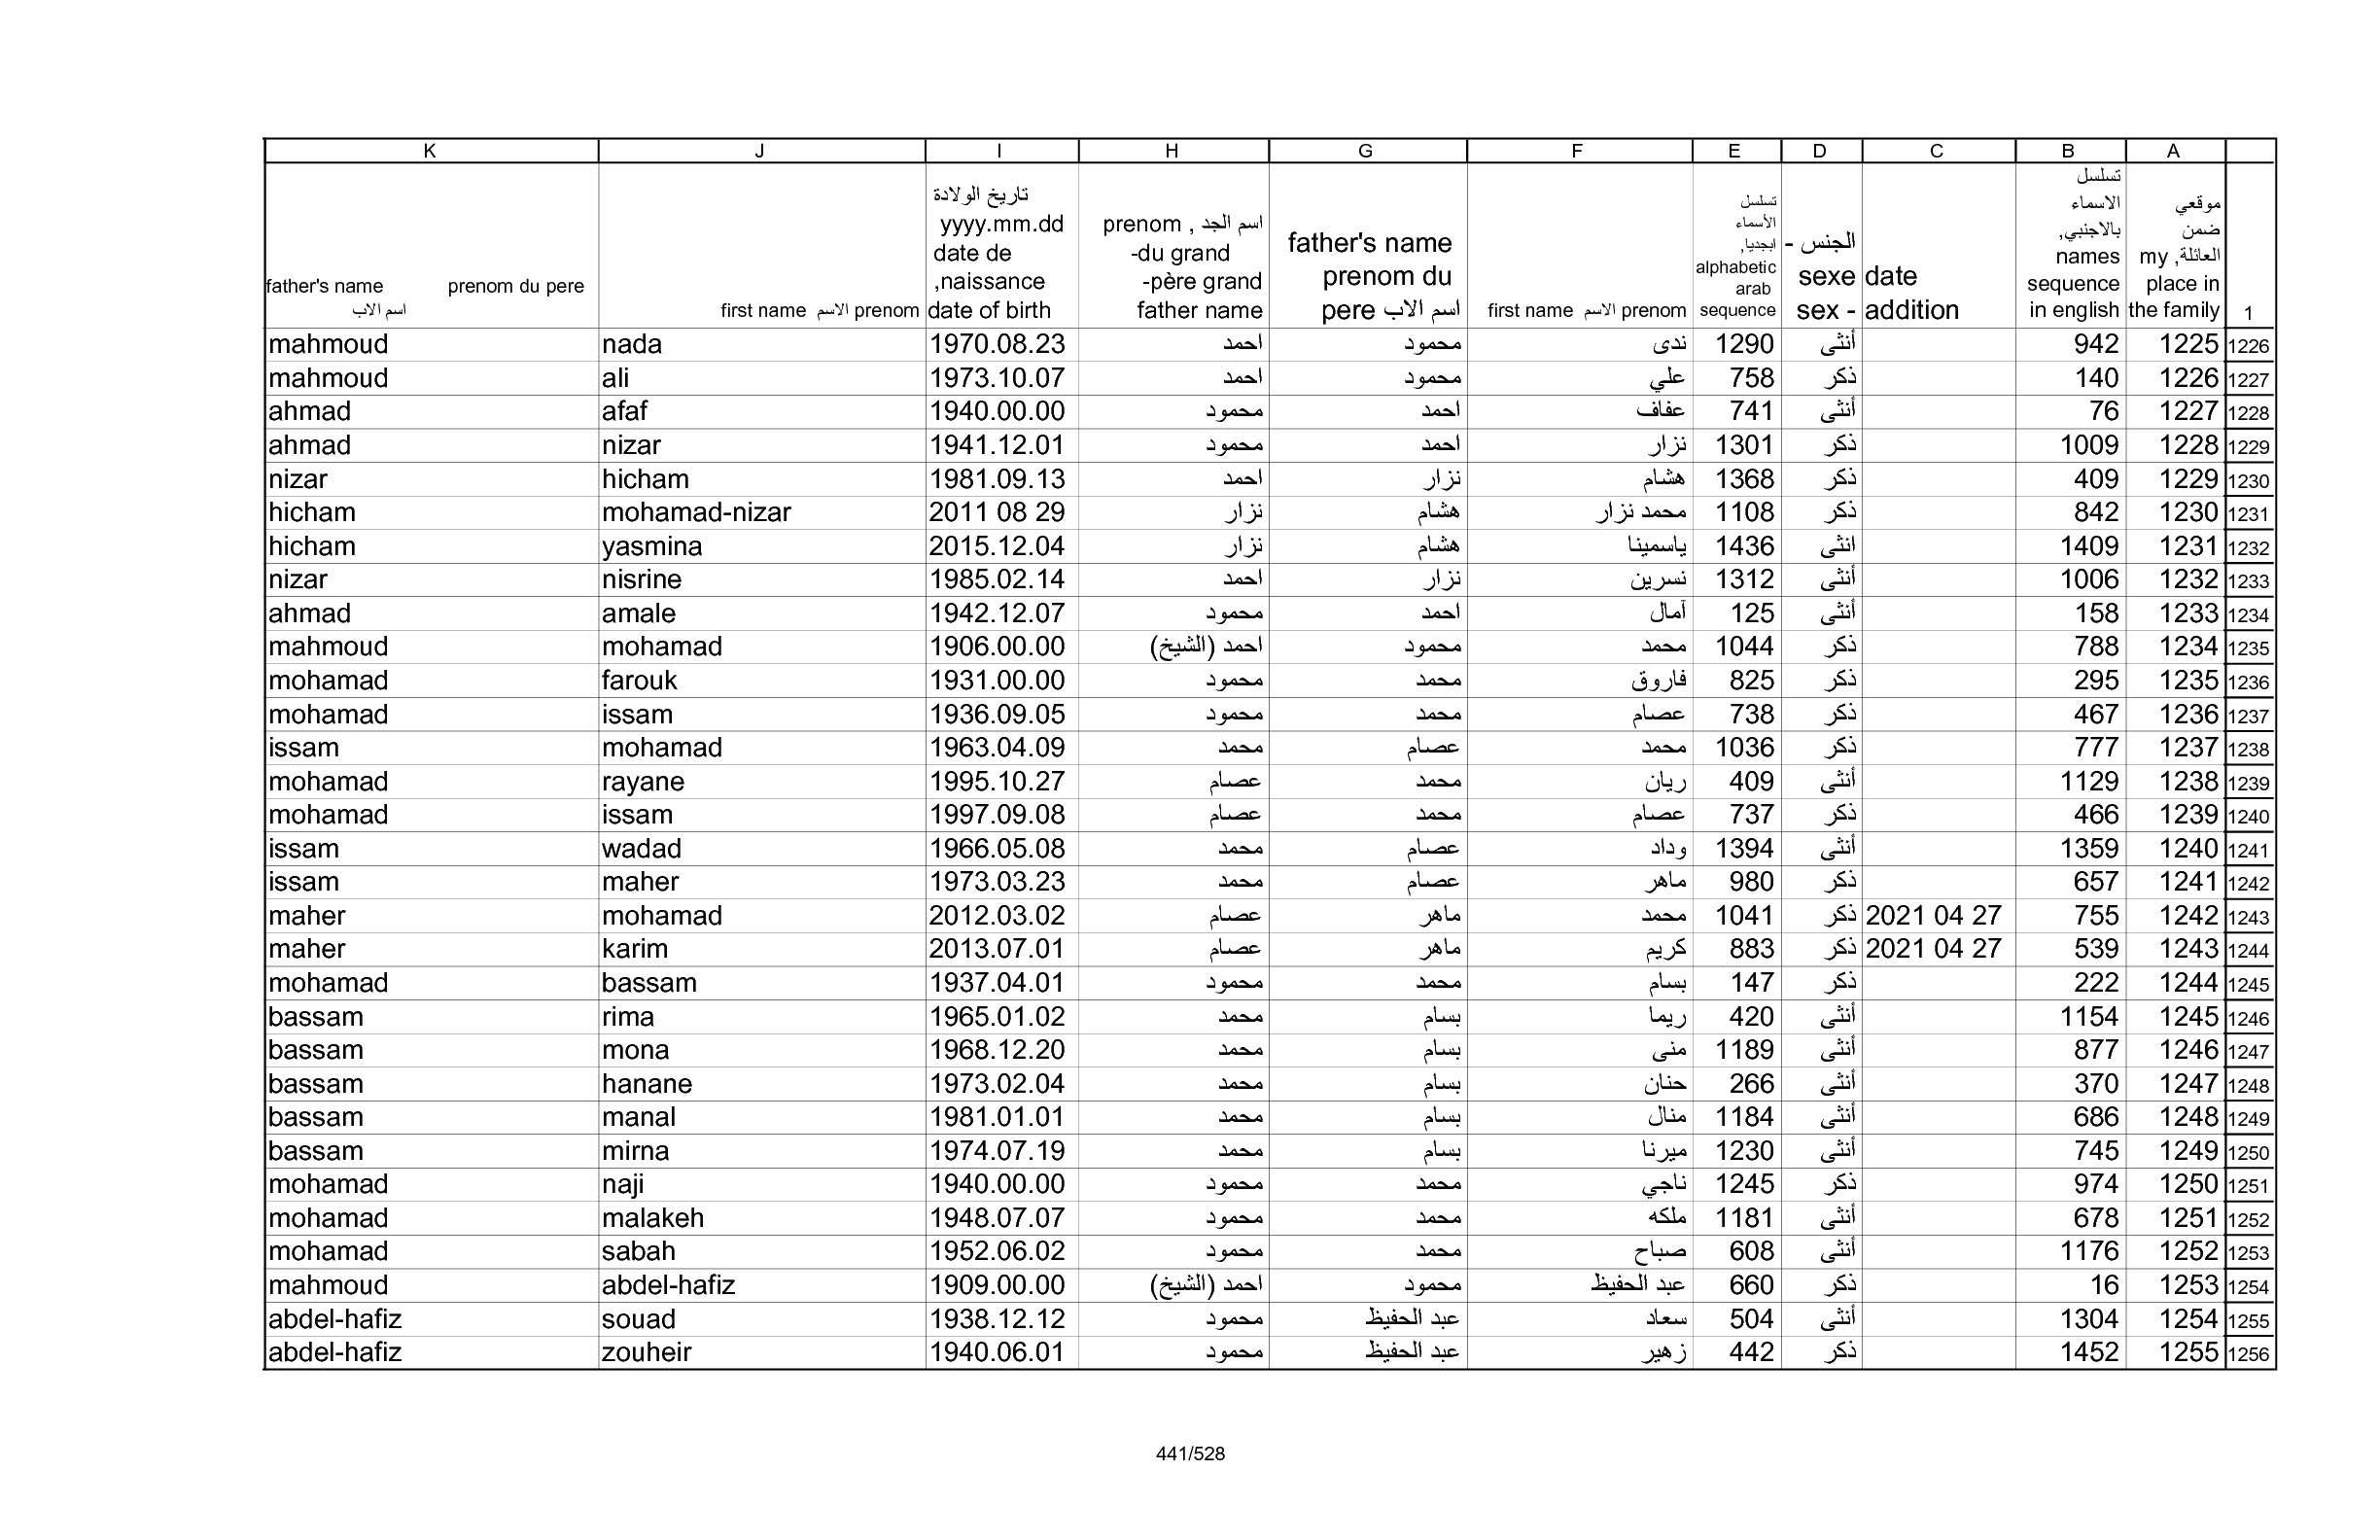 K J I H G F E D C B A
father's name prenom du pere اسم الاب
first name الاسم prenom
تاريخ الولادة yyyy.mm.dd date de naissance, date of birth
اسم الجد , prenom du grand- père grand- father name
father's name prenom du pere اسم الاب
first name الاسم prenom
تسلسل الأسماء ابجديا, alphabetic arab sequence
الجنس - sexe sex -
date addition
تسلسل الاسماء بالاجنبي, names sequence in english
موقعي ضمن العائلة, my place in the family
1
mahmoud nada 1970.08.23 احمد محمود ندى 1290 أنثى 942 1225 1226
mahmoud ali 1973.10.07 احمد محمود علي 758 ذكر 140 1226 1227
ahmad afaf 1940.00.00 محمود احمد عفاف 741 أنثى 76 1227 1228
ahmad nizar 1941.12.01 محمود احمد نزار 1301 ذكر 1009 1228 1229
nizar hicham 1981.09.13 احمد نزار هشام 1368 ذكر 409 1229 1230
hicham mohamad-nizar 2011 08 29 نزار هشام محمد نزار 1108 ذكر 842 1230 1231
hicham yasmina 2015.12.04 نزار هشام ياسمينا 1436 انثى 1409 1231 1232
nizar nisrine 1985.02.14 احمد نزار نسرين 1312 أنثى 1006 1232 1233
ahmad amale 1942.12.07 محمود احمد آمال 125 أنثى 158 1233 1234
mahmoud mohamad 1906.00.00 احمد (الشيخ) محمود محمد 1044 ذكر 788 1234 1235
mohamad farouk 1931.00.00 محمود محمد فاروق 825 ذكر 295 1235 1236
mohamad issam 1936.09.05 محمود محمد عصام 738 ذكر 467 1236 1237
issam mohamad 1963.04.09 محمد عصام محمد 1036 ذكر 777 1237 1238
mohamad rayane 1995.10.27 عصام محمد ريان 409 أنثى 1129 1238 1239
mohamad issam 1997.09.08 عصام محمد عصام 737 ذكر 466 1239 1240
issam wadad 1966.05.08 محمد عصام وداد 1394 أنثى 1359 1240 1241
issam maher 1973.03.23 محمد عصام ماهر 980 ذكر 657 1241 1242
maher mohamad 2012.03.02 عصام ماهر محمد 1041 ذكر 2021 04 27 755 1242 1243
maher karim 2013.07.01 عصام ماهر كريم 883 ذكر 2021 04 27 539 1243 1244
mohamad bassam 1937.04.01 محمود محمد بسام 147 ذكر 222 1244 1245
bassam rima 1965.01.02 محمد بسام ريما 420 أنثى 1154 1245 1246
bassam mona 1968.12.20 محمد بسام منى 1189 أنثى 877 1246 1247
bassam hanane 1973.02.04 محمد بسام حنان 266 أنثى 370 1247 1248
bassam manal 1981.01.01 محمد بسام منال 1184 أنثى 686 1248 1249
bassam mirna 1974.07.19 محمد بسام ميرنا 1230 أنثى 745 1249 1250
mohamad naji 1940.00.00 محمود محمد ناجي 1245 ذكر 974 1250 1251
mohamad malakeh 1948.07.07 محمود محمد ملكه 1181 أنثى 678 1251 1252
mohamad sabah 1952.06.02 محمود محمد صباح 608 أنثى 1176 1252 1253
mahmoud abdel-hafiz 1909.00.00 احمد (الشيخ) محمود عبد الحفيظ 660 ذكر 16 1253 1254
abdel-hafiz souad 1938.12.12 محمود عبد الحفيظ سعاد 504 أنثى 1304 1254 1255
abdel-hafiz zouheir 1940.06.01 محمود عبد الحفيظ زهير 442 ذكر 1452 1255 1256
441/528